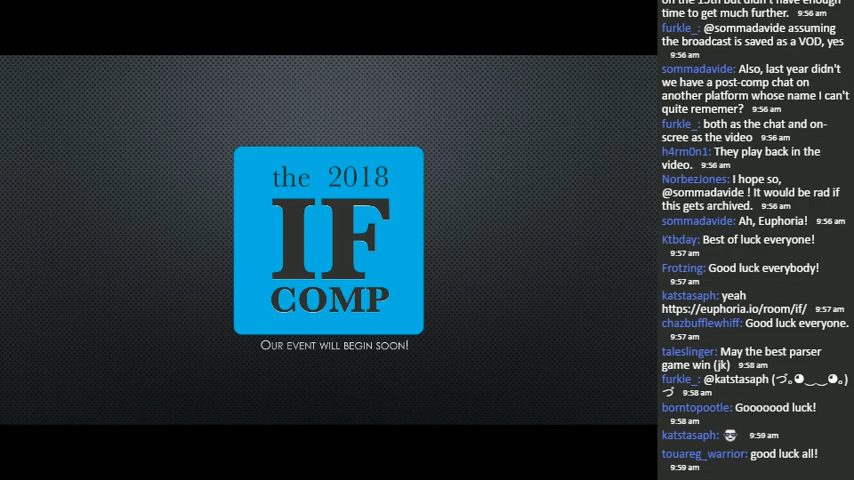 the 2018
IF
COMP
OUR EVENT WILL BEGIN SOON!
time to get much further. 9:56 am
furkle_: @sommadavide assuming
the broadcast is saved as a VOD, yes
9:56 am
sommadavide: Also, last year didn't
we have a post-comp chat on
another platform whose name I can't
quite rememer? 9:56 am
furkle_: both as the chat and on-
scree as the video 9:56 am
h4rm0n1: They play back in the
video. 9:56 am
NorbezJones: I hope so,
@sommadavide ! It would be rad if
this gets archived. 9:56 am
sommadavide: Ah, Euphoria! 9:56 am
Ktbday: Best of luck everyone!
9:57 am
Frotzing: Good luck everybody!
9:57 am
katstasaph: yeah
https://euphoria.io/room/if/ 9:57 am
chazbufflewhiff: Good luck everyone.
9:57 am
taleslinger: May the best parser
game win (jk) 9:58 am
furkle_: @katstasaph (づ｡◕‿‿◕｡)
づ 9:58 am
borntopootle: Gooooood luck!
9:58 am
katstasaph: 9:59 am
touareg_warrior: good luck all!
9:59 am